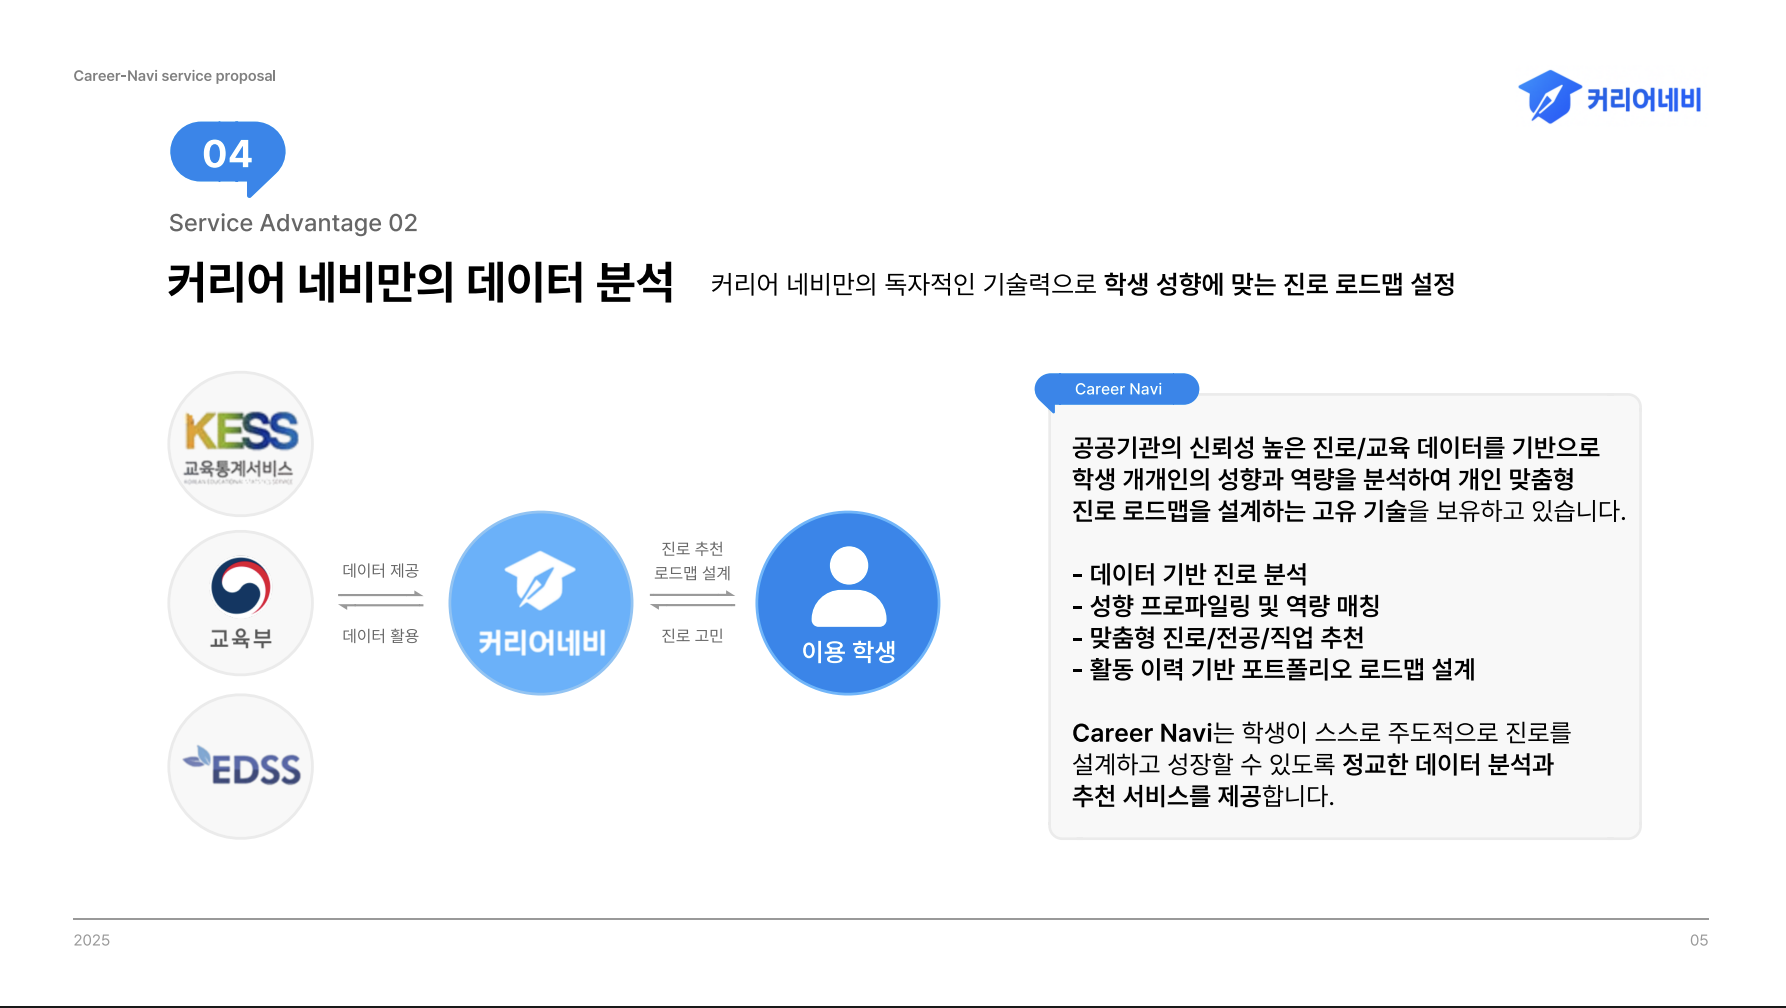 Career-Navi service proposal
커리어네비
04
Service Advantage 02
커리어 네비만의 데이터 분석
커리어 네비만의 독자적인 기술력으로 학생 성향에 맞는 진로 로드맵 설정
KESS
교육통계서비스
KOREAN EDUCATIONAL STATISTICS SERVICE
교육부
EDSS
데이터 제공
데이터 활용
커리어네비
진로 추천
로드맵 설계
진로 고민
이용 학생
Career Navi
공공기관의 신뢰성 높은 진로/교육 데이터를 기반으로
학생 개개인의 성향과 역량을 분석하여 개인 맞춤형
진로 로드맵을 설계하는 고유 기술을 보유하고 있습니다.
- 데이터 기반 진로 분석
- 성향 프로파일링 및 역량 매칭
- 맞춤형 진로/전공/직업 추천
- 활동 이력 기반 포트폴리오 로드맵 설계
Career Navi는 학생이 스스로 주도적으로 진로를
설계하고 성장할 수 있도록 정교한 데이터 분석과
추천 서비스를 제공합니다.
2025
05